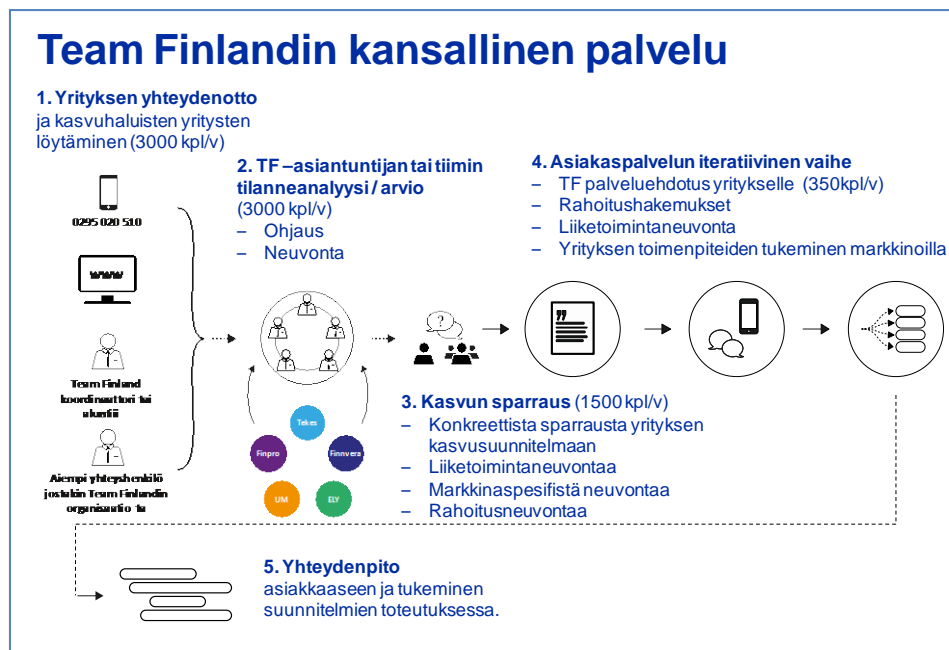 Team Finlandin kansallinen palvelu
1. Yrityksen yhteydenotto
ja kasvuhaluisten yritysten
löytäminen (3000 kpl/v)
0295 020 510
www
Team Finland
koordinaattori tai
Aiempi yhteyshenkilö
jostakin Team Finlandin
organisaatio ta
2. TF –asiantuntijan tai tiimin
tilanneanalyysi / arvio
(3000 kpl/v)
– Ohjaus
– Neuvonta
?
Tekes
Finpro
Finnvera
UM
ELY
3. Kasvun sparraus (1500 kpl/v)
– Konkreettista sparrausta yrityksen
kasvusuunnitelmaan
– Liiketoimintaneuvontaa
– Markkinaspesifistä neuvontaa
– Rahoitusneuvontaa
4. Asiakaspalvelun iteratiivinen vaihe
– TF palveluehdotus yritykselle (350kpl/v)
– Rahoitushakemukset
– Liiketoimintaneuvonta
– Yrityksen toimenpiteiden tukeminen markkinoilla
5. Yhteydenpito
asiakkaaseen ja tukeminen
suunnitelmien toteutuksessa.